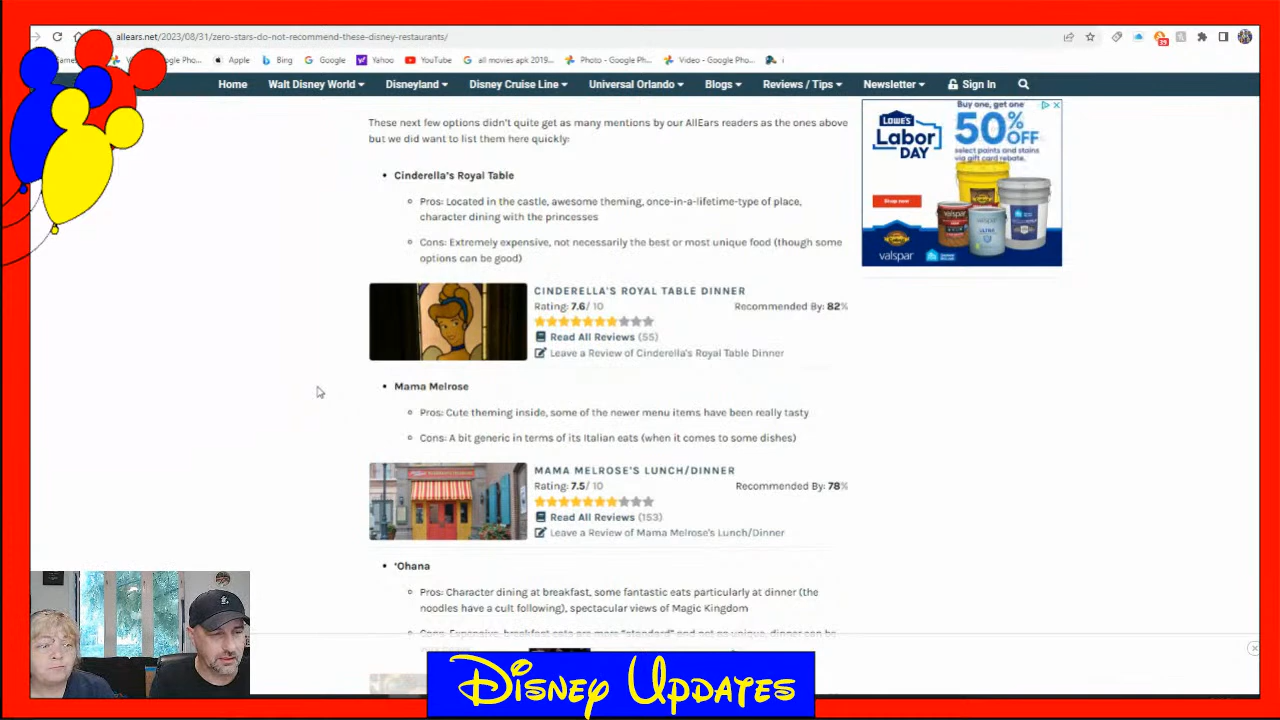 allears.net/2023/08/31/zero-stars-do-not-recommend-these-disney-restaurants/
Apple Bing Google Yahoo YouTube all movies apk 2019... Photo - Google Ph... Video - Google Pho...
Home Walt Disney World Disneyland Disney Cruise Line Universal Orlando Blogs Reviews / Tips Newsletter Sign In
These next few options didn't quite get as many mentions by our AllEars readers as the ones above
but we did want to list them here quickly:
• Cinderella's Royal Table
Pros: Located in the castle, awesome theming, once-in-a-lifetime-type of place,
character dining with the princesses
Cons: Extremely expensive, not necessarily the best or most unique food (though some
options can be good)
CINDERELLA'S ROYAL TABLE DINNER
Rating: 7.6/ 10 Recommended By: 82%
Read All Reviews (55)
Leave a Review of Cinderella's Royal Table Dinner
• Mama Melrose
Pros: Cute theming inside, some of the newer menu items have been really tasty
Cons: A bit generic in terms of its Italian eats (when it comes to some dishes)
MAMA MELROSE'S LUNCH/DINNER
Rating: 7.5/ 10 Recommended By: 78%
Read All Reviews (153)
Leave a Review of Mama Melrose's Lunch/Dinner
• 'Ohana
Pros: Character dining at breakfast, some fantastic eats particularly at dinner (the
noodles have a cult following), spectacular views of Magic Kingdom
Buy one, get one
50% OFF
select paints and stains
via gift card rebate.
LOWE'S
Labor
DAY
Shop now
valspar
DISNEY UPDATES